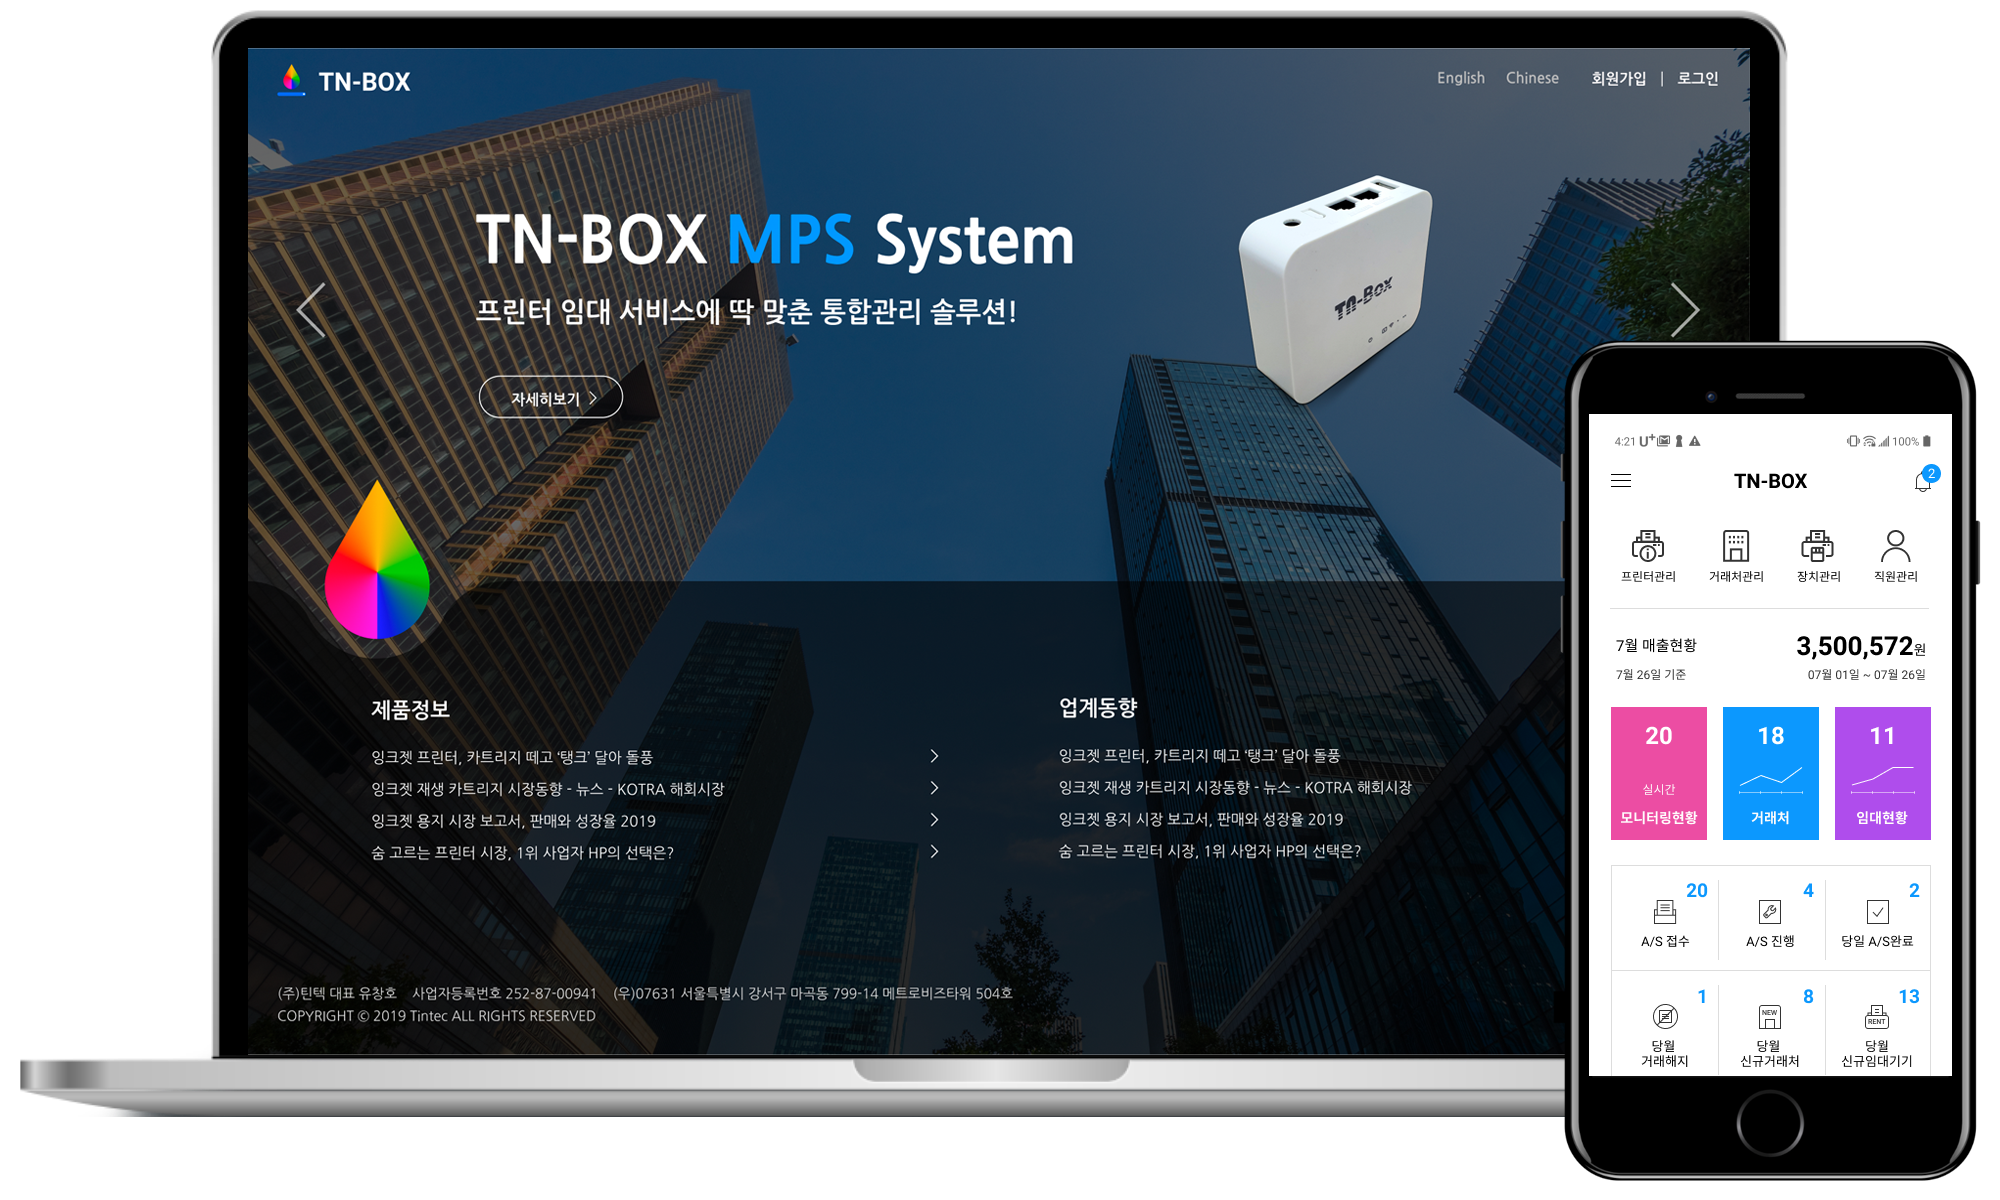 TN-BOX
English Chinese 회원가입 | 로그인
TN-BOX MPS System
프린터 임대 서비스에 딱 맞춘 통합관리 솔루션!
자세히보기
TN-Box
제품정보
잉크젯 프린터, 카트리지 떼고 ‘탱크’ 달아 돌풍
잉크젯 재생 카트리지 시장동향 - 뉴스 - KOTRA 해회시장
잉크젯 용지 시장 보고서, 판매와 성장율 2019
숨 고르는 프린터 시장, 1위 사업자 HP의 선택은?
업계동향
잉크젯 프린터, 카트리지 떼고 ‘탱크’ 달아 돌풍
잉크젯 재생 카트리지 시장동향 - 뉴스 - KOTRA 해회시장
잉크젯 용지 시장 보고서, 판매와 성장율 2019
숨 고르는 프린터 시장, 1위 사업자 HP의 선택은?
(주)틴텍 대표 유창호 사업자등록번호 252-87-00941 (우)07631 서울특별시 강서구 마곡동 799-14 메트로비즈타워 504호
COPYRIGHT © 2019 Tintec ALL RIGHTS RESERVED
4:21 U+ 100%
TN-BOX
2
프린터관리 거래처관리 장치관리 직원관리
7월 매출현황 3,500,572원
7월 26일 기준 07월 01일 ~ 07월 26일
20 18 11
실시간
모니터링현황 거래처 임대현황
20 4 2
A/S 접수 A/S 진행 당일 A/S완료
1 8 13
NEW RENT
당월 당월 당월
거래해지 신규거래처 신규임대기기